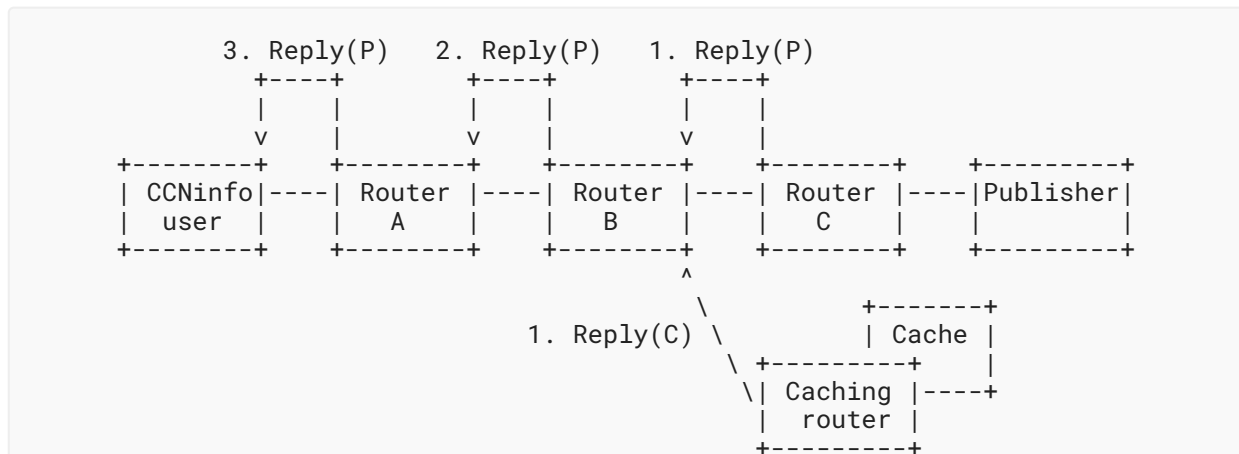 3. Reply(P)   2. Reply(P)   1. Reply(P)
CCNinfo   Router   Router   Router   Publisher
user   A   B   C
Cache
1. Reply(C)
Caching
router